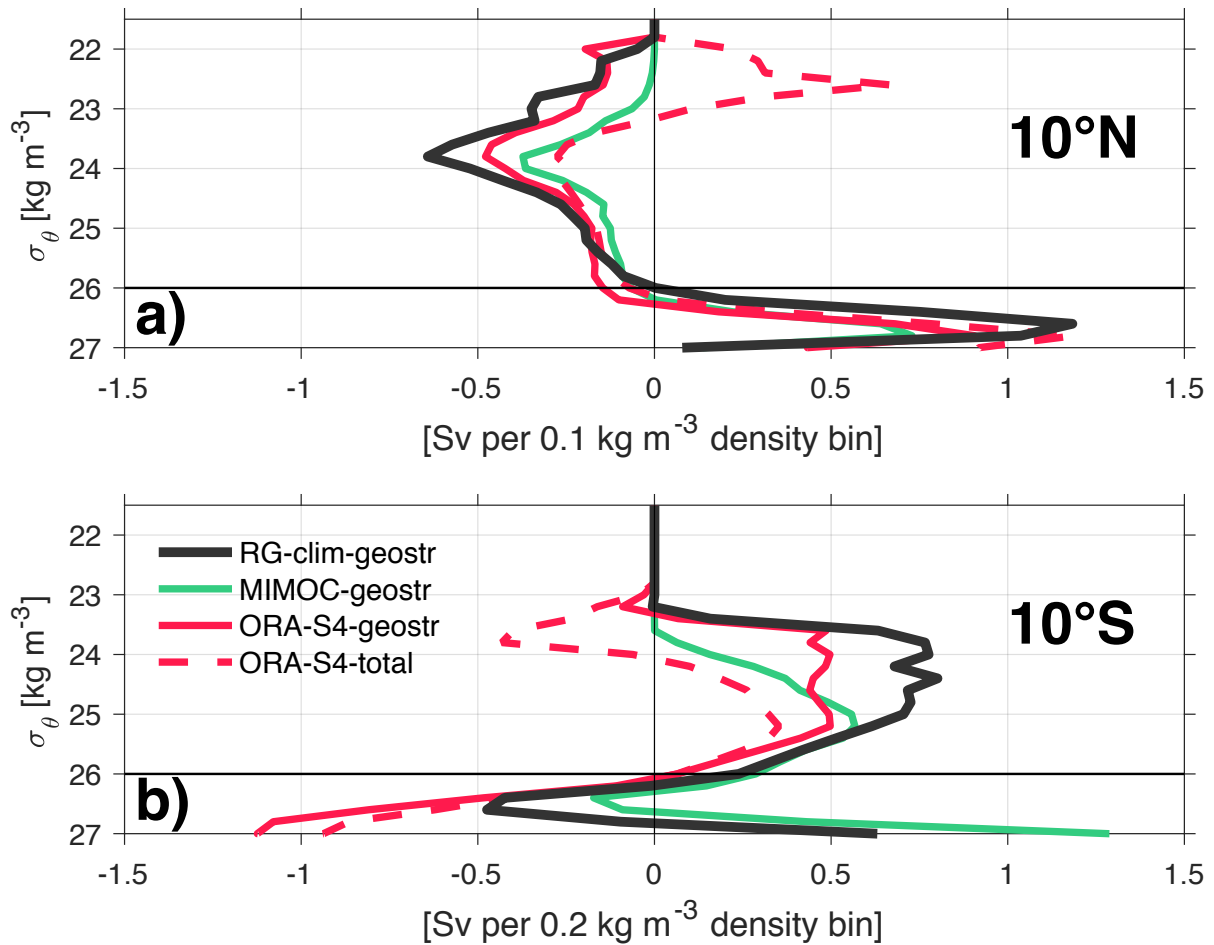 22
23
24
25
26
27
σθ [kg m-3]
10°N
a)
-1.5 -1 -0.5 0 0.5 1 1.5
[Sv per 0.1 kg m-3 density bin]
22
23
24
25
26
27
σθ [kg m-3]
RG-clim-geostr
MIMOC-geostr
ORA-S4-geostr
ORA-S4-total
10°S
b)
-1.5 -1 -0.5 0 0.5 1 1.5
[Sv per 0.2 kg m-3 density bin]